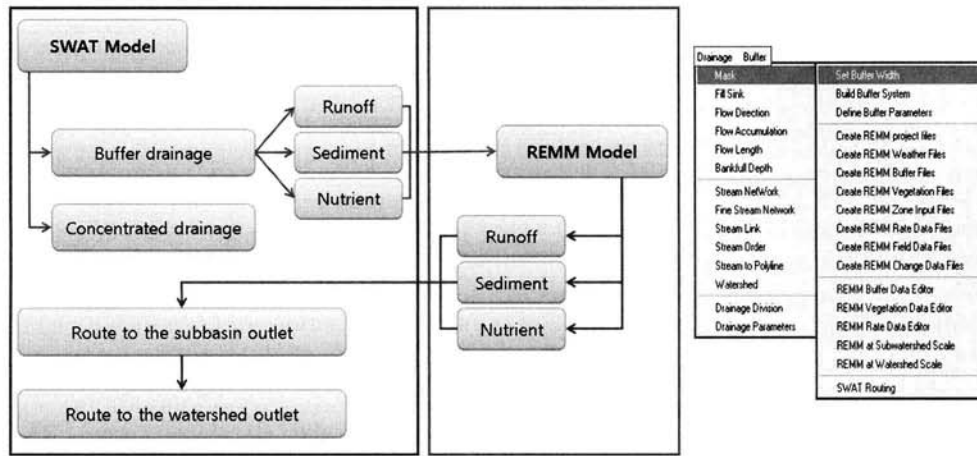 SWAT Model
Buffer drainage
Concentrated drainage
Runoff
Sediment
Nutrient
Route to the subbasin outlet
Route to the watershed outlet
REMM Model
Runoff
Sediment
Nutrient
Drainage Buffer
Mask
Fill Sink
Flow Direction
Flow Accumulation
Flow Length
Bankfull Depth
Stream NetWork
Fine Stream Network
Stream Link
Stream Order
Stream to Polyline
Watershed
Drainage Division
Drainage Parameters
Set Buffer Width
Build Buffer System
Define Buffer Parameters
Create REMM project files
Create REMM Weather Files
Create REMM Buffer Files
Create REMM Vegetation Files
Create REMM Zone Input Files
Create REMM Rate Data Files
Create REMM Field Data Files
Create REMM Change Data Files
REMM Buffer Data Editor
REMM Vegetation Data Editor
REMM Rate Data Editor
REMM at Subwatershed Scale
REMM at Watershed Scale
SWAT Routing